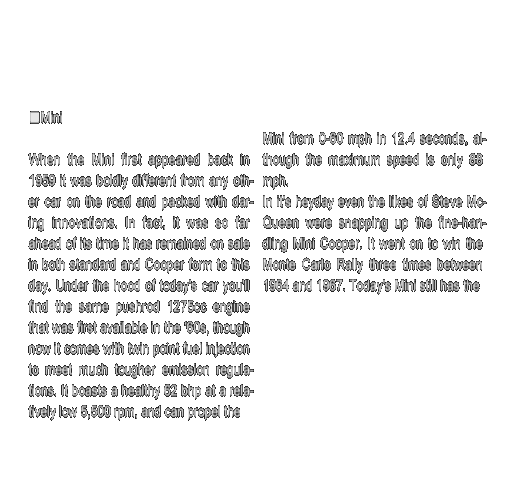 Mini
When the Mini first appeared back in
1959 it was boldly different from any oth-
er car on the road and packed with dar-
ing innovations. In fact, it was so far
ahead of its time it has remained on sale
in both standard and Cooper form to this
day. Under the hood of today's car you'll
find the same pushrod 1275cc engine
that was first available in the '60s, though
now it comes with twin point fuel injection
to meet much tougher emission regula-
tions. It boasts a healthy 62 bhp at a rela-
tively low 5,500 rpm, and can propel the
Mini from 0-60 mph in 12.4 seconds, al-
though the maximum speed is only 88
mph.
In it's heyday even the likes of Steve Mc-
Queen were snapping up the fine-han-
dling Mini Cooper. It went on to win the
Monte Carlo Rally three times between
1964 and 1967. Today's Mini still has the